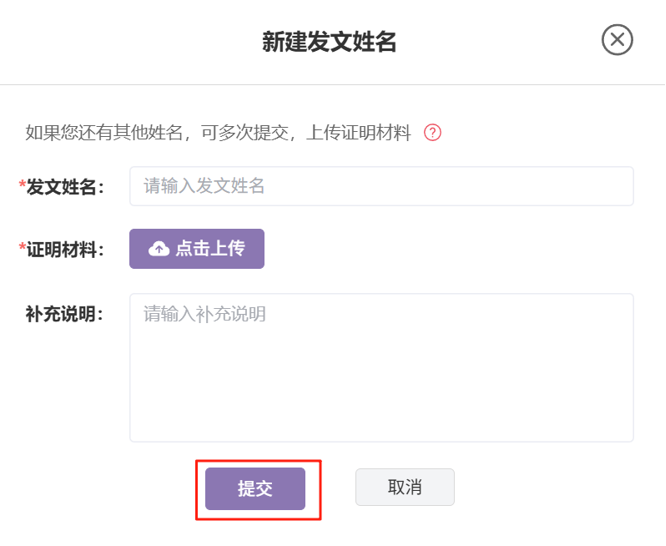 新建发文姓名
如果您还有其他姓名，可多次提交，上传证明材料 ?
*发文姓名： 请输入发文姓名
*证明材料： 点击上传
补充说明： 请输入补充说明
提交 取消